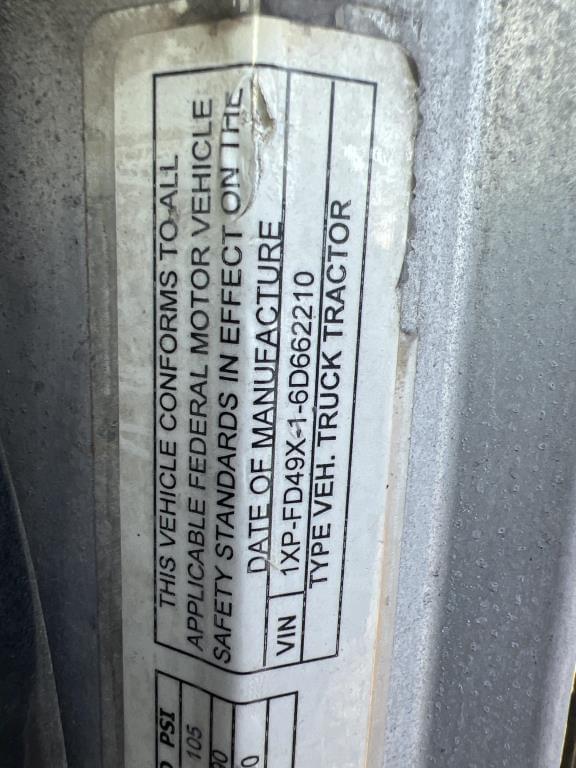 THIS VEHICLE CONFORMS TO ALL
APPLICABLE FEDERAL MOTOR VEHICLE
SAFETY STANDARDS IN EFFECT ON THE
DATE OF MANUFACTURE
VIN 1XP-FD49X-1-6D662210
TYPE VEH. TRUCK TRACTOR
PSI
105